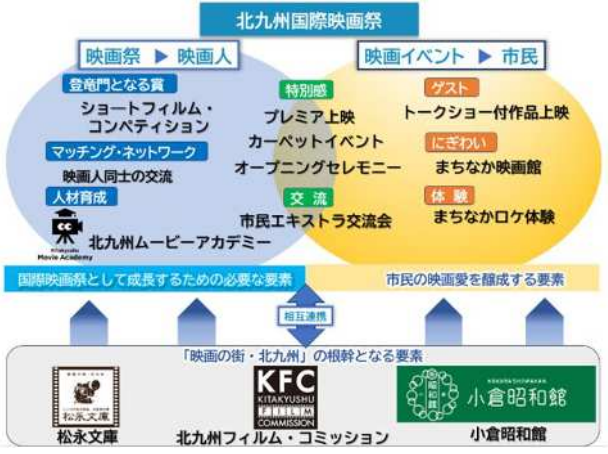 北九州国際映画祭
映画祭 ▶ 映画人
映画イベント ▶ 市民
登竜門となる賞
ショートフィルム・
コンペティション
マッチング・ネットワーク
映画人同士の交流
人材育成
CC
Kitakyushu
Movie Academy
北九州ムービーアカデミー
特別感
プレミア上映
カーペットイベント
オープニングセレモニー
交流
市民エキストラ交流会
ゲスト
トークショー付作品上映
にぎわい
まちなか映画館
体験
まちなかロケ体験
国際映画祭として成長するための必要な要素
市民の映画愛を醸成する要素
相互連携
「映画の街・北九州」の根幹となる要素
松永文庫
松永文庫
KFC
KITAKYUSHU
FILM
COMMISSION
北九州フィルム・コミッション
昭和館
小倉昭和館
小倉昭和館